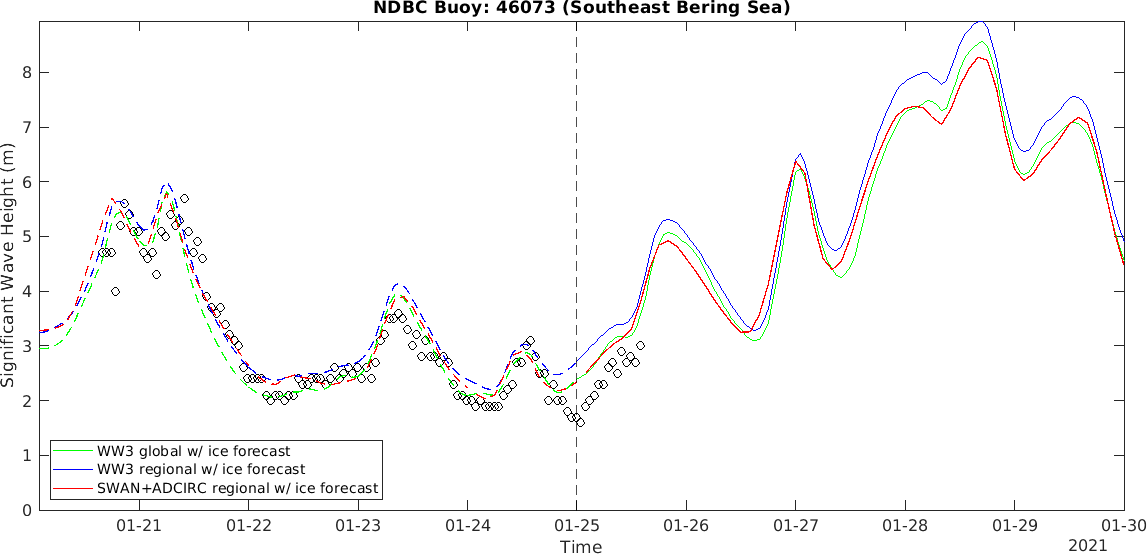 NDBC Buoy: 46073 (Southeast Bering Sea)
Significant Wave Height (m)
8
7
6
5
4
3
2
1
0
WW3 global w/ ice forecast
WW3 regional w/ ice forecast
SWAN+ADCIRC regional w/ ice forecast
01-21 01-22 01-23 01-24 01-25 01-26 01-27 01-28 01-29 01-30
Time
2021